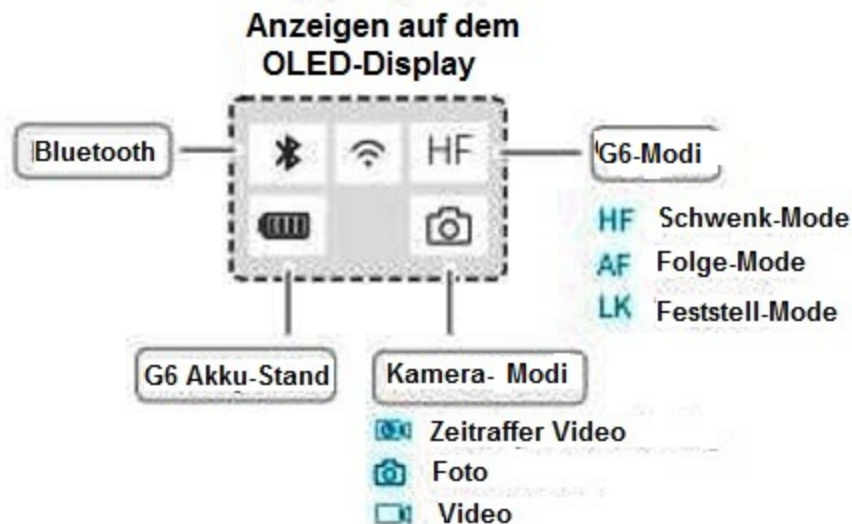 Anzeigen auf dem
OLED-Display
Bluetooth
HF
G6-Modi
HF Schwenk-Mode
AF Folge-Mode
LK Feststell-Mode
G6 Akku-Stand
Kamera- Modi
Zeitraffer Video
Foto
Video